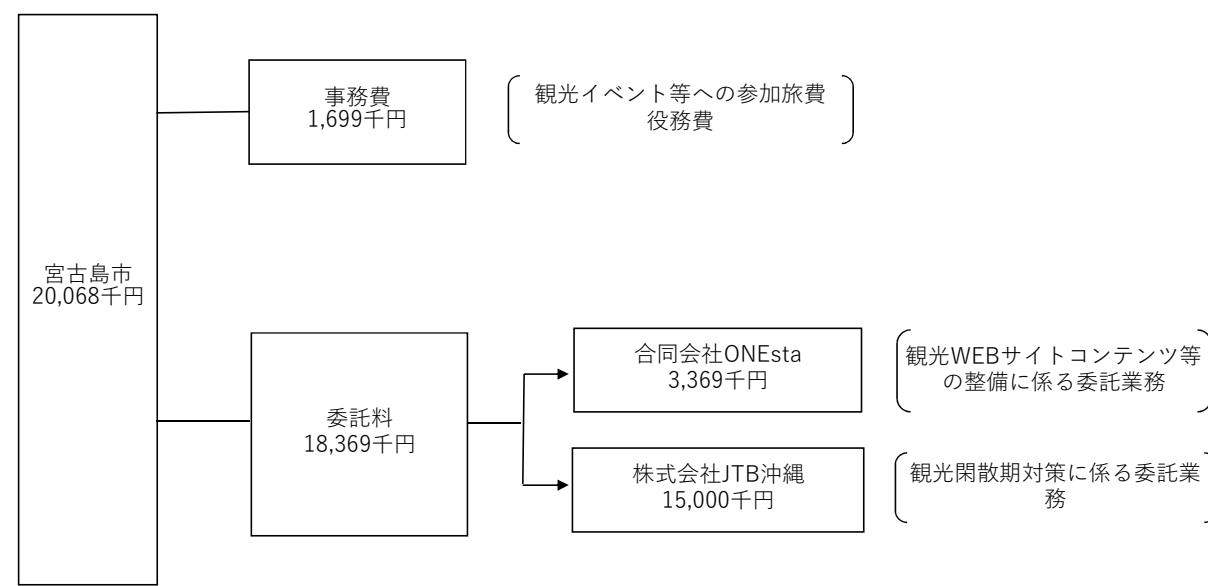 宮古島市
20,068千円
事務費
1,699千円
観光イベント等への参加旅費
役務費
委託料
18,369千円
合同会社ONEsta
3,369千円
観光WEBサイトコンテンツ等
の整備に係る委託業務
株式会社JTB沖縄
15,000千円
観光閑散期対策に係る委託業
務